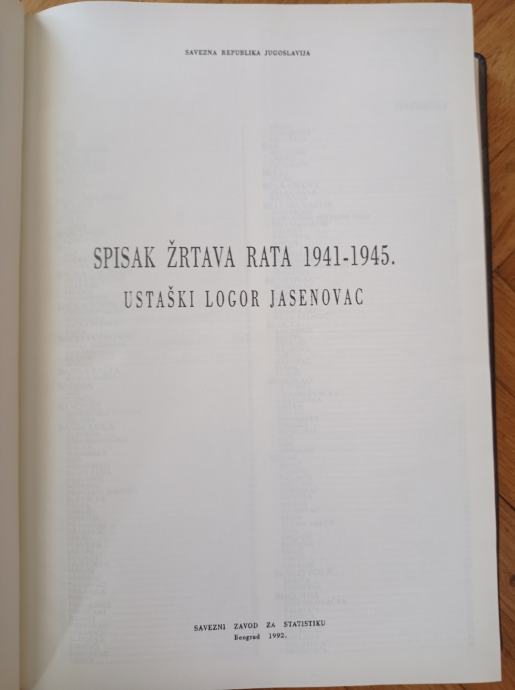 SAVEZNA REPUBLIKA JUGOSLAVIJA
SPISAK ŽRTAVA RATA 1941-1945.
USTAŠKI LOGOR JASENOVAC
SAVEZNI ZAVOD ZA STATISTIKU
Beograd 1992.